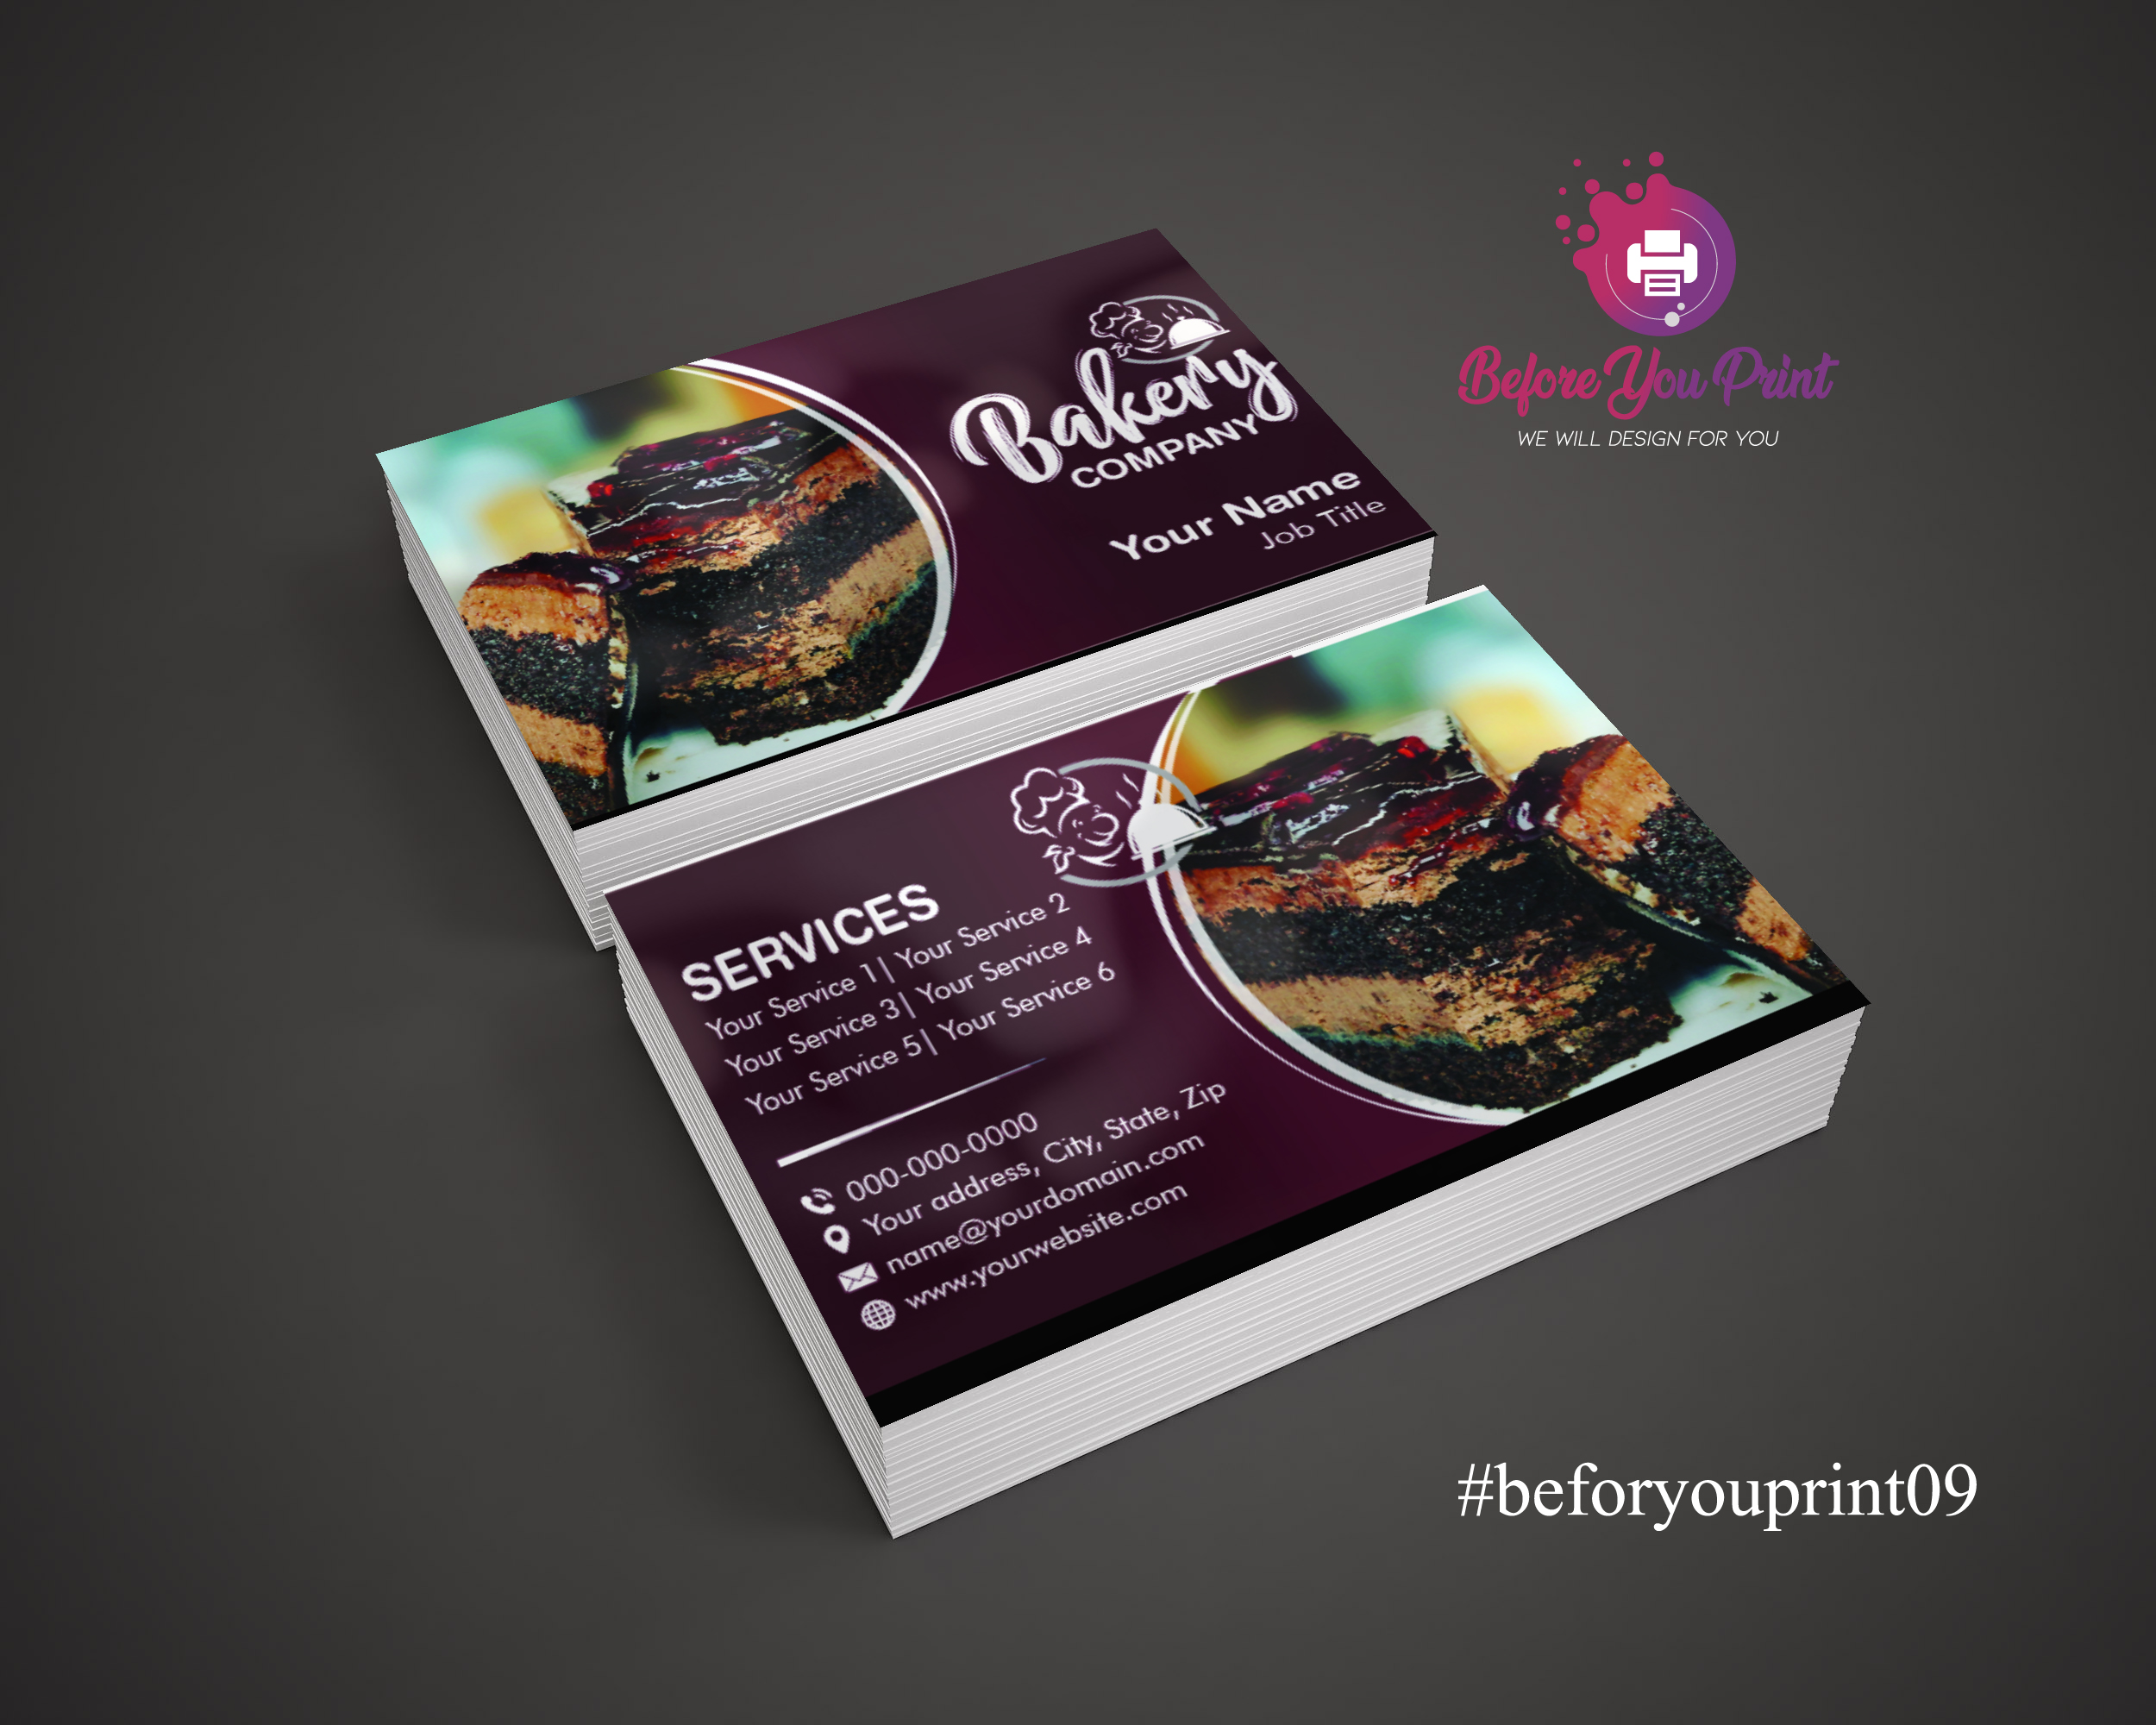 Before You Print
WE WILL DESIGN FOR YOU
Bakery
COMPANY
Your Name
Job Title
SERVICES
Your Service 1| Your Service 2
Your Service 3| Your Service 4
Your Service 5| Your Service 6
000-000-0000
Your address, City, State, Zip
name@yourdomain.com
www.yourwebsite.com
#beforyouprint09